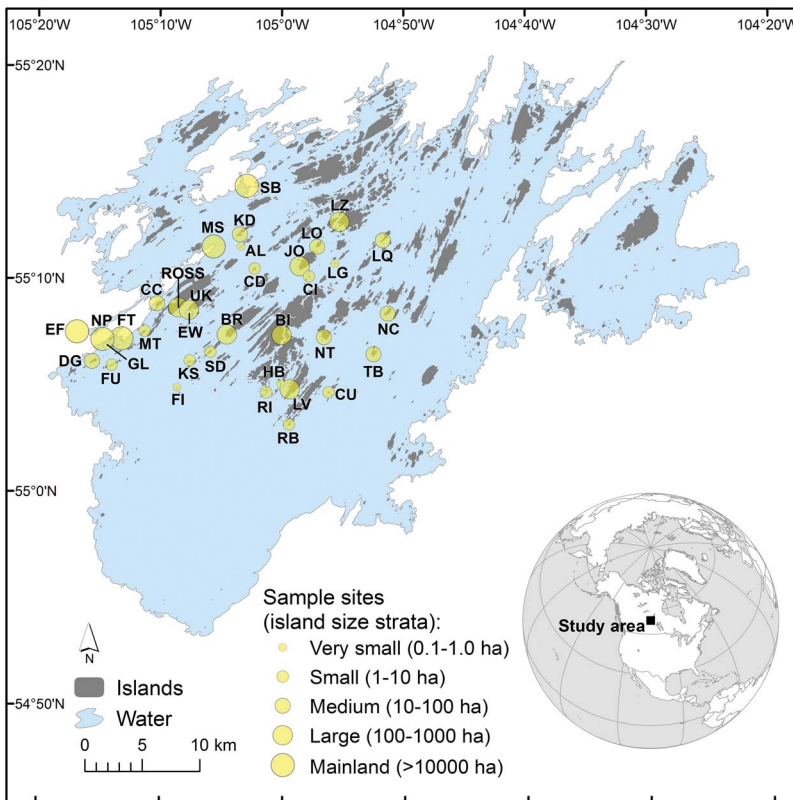 105°20'W 105°10'W 105°0'W 104°50'W 104°40'W 104°30'W 104°20'W
55°20'N
SB
KD
LZ
MS
LO
AL
JO
LQ
55°10'N
ROSS
CD
LG
CI
CC
UK
NP FT
EF
EW
BR
BI
NC
MT
GL
NT
DG
FU
KS
SD
HB
TB
FI
RI
LV
CU
RB
55°0'N
Sample sites
(island size strata):
Very small (0.1-1.0 ha)
Small (1-10 ha)
Medium (10-100 ha)
Large (100-1000 ha)
Mainland (>10000 ha)
Study area
N
Islands
Water
54°50'N
0 5 10 km